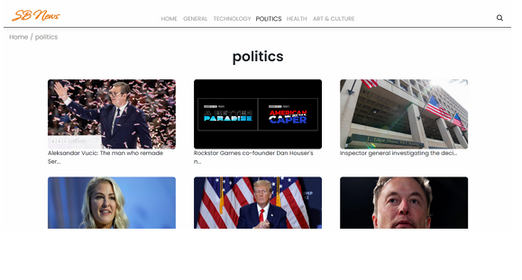 SB News
HOME GENERAL TECHNOLOGY POLITICS HEALTH ART & CULTURE
Home / politics
politics
A BETTER PARADISE
AMERICAN CAPER
Aleksandar Vucic: The man who remade
Ser...
Rockstar Games co-founder Dan Houser's
n...
Inspector general investigating the deci...